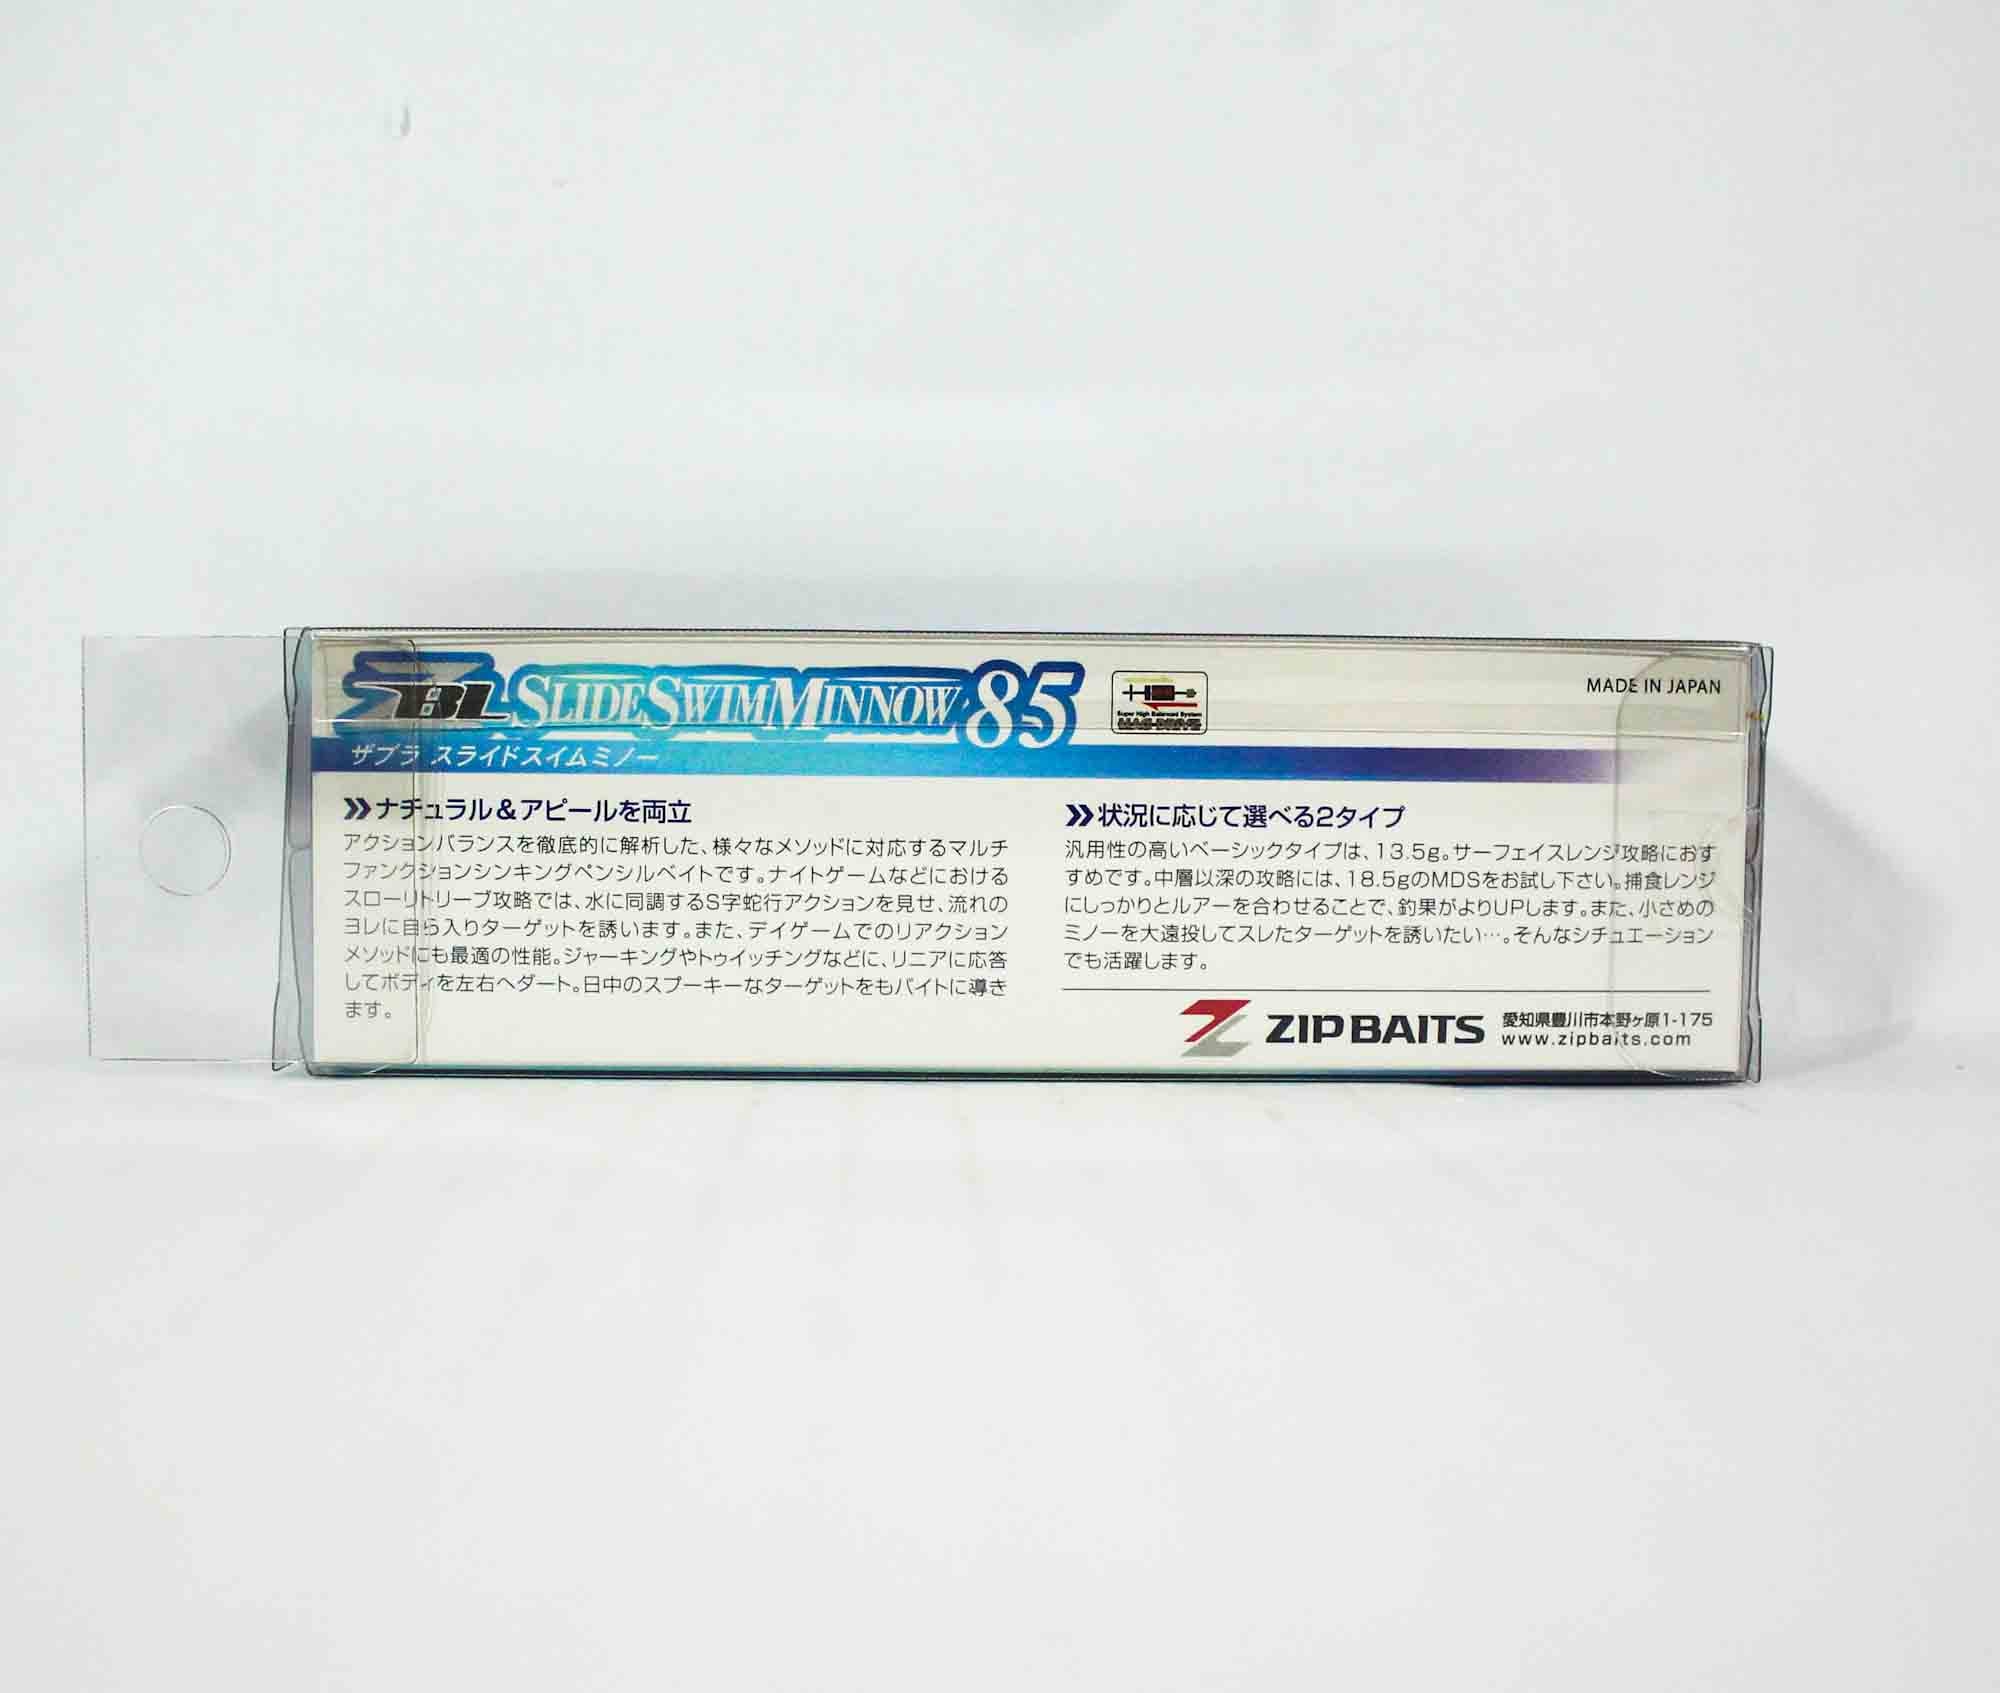 ZBL SLIDE SWIM MINNOW 85
Super High Balanced System
MAG-DRIVE
MADE IN JAPAN
ザブラ スライドスイムミノー
ナチュラル&アピールを両立
アクションバランスを徹底的に解析した、様々なメソッドに対応するマルチ
ファンクションシンキングペンシルベイトです。ナイトゲームなどにおける
スローリトリーブ攻略では、水に同調するS字蛇行アクションを見せ、流れの
ヨレに自ら入りターゲットを誘います。また、デイゲームでのリアクション
メソッドにも最適の性能。ジャーキングやトゥイッチングなどに、リニアに応答
してボディを左右へダート。日中のスプーキーなターゲットをもバイトに導き
ます。
状況に応じて選べる2タイプ
汎用性の高いベーシックタイプは、13.5g。サーフェイスレンジ攻略におす
すめです。中層以深の攻略には、18.5gのMDSをお試し下さい。捕食レンジ
にしっかりとルアーを合わせることで、釣果がよりUPします。また、小さめの
ミノーを大遠投してスレたターゲットを誘いたい…。そんなシチュエーション
でも活躍します。
ZIPBAITS
愛知県豊川市本野ヶ原1-175
www.zipbaits.com